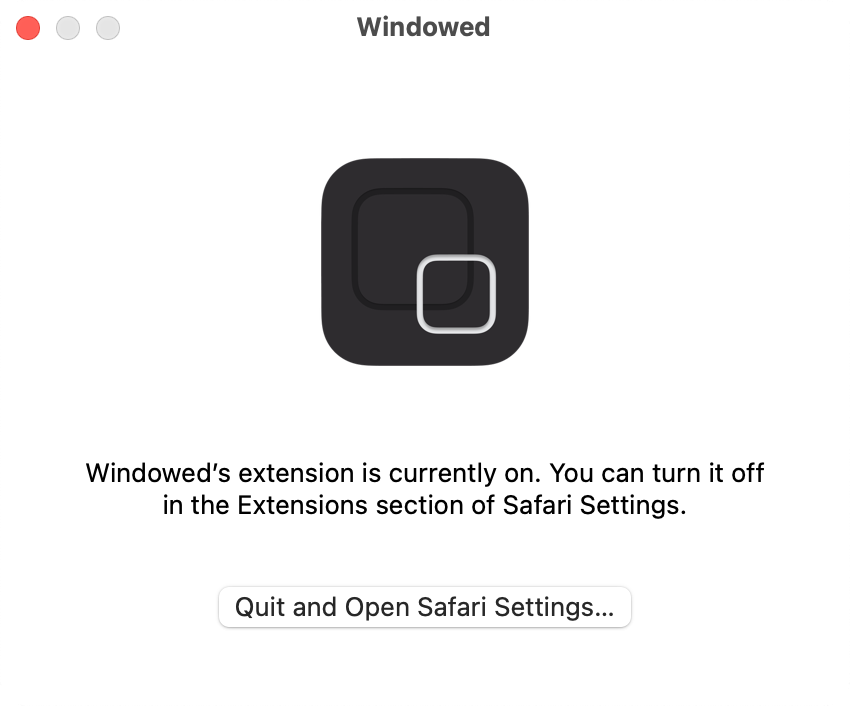 Windowed
Windowed’s extension is currently on. You can turn it off
in the Extensions section of Safari Settings.
Quit and Open Safari Settings...